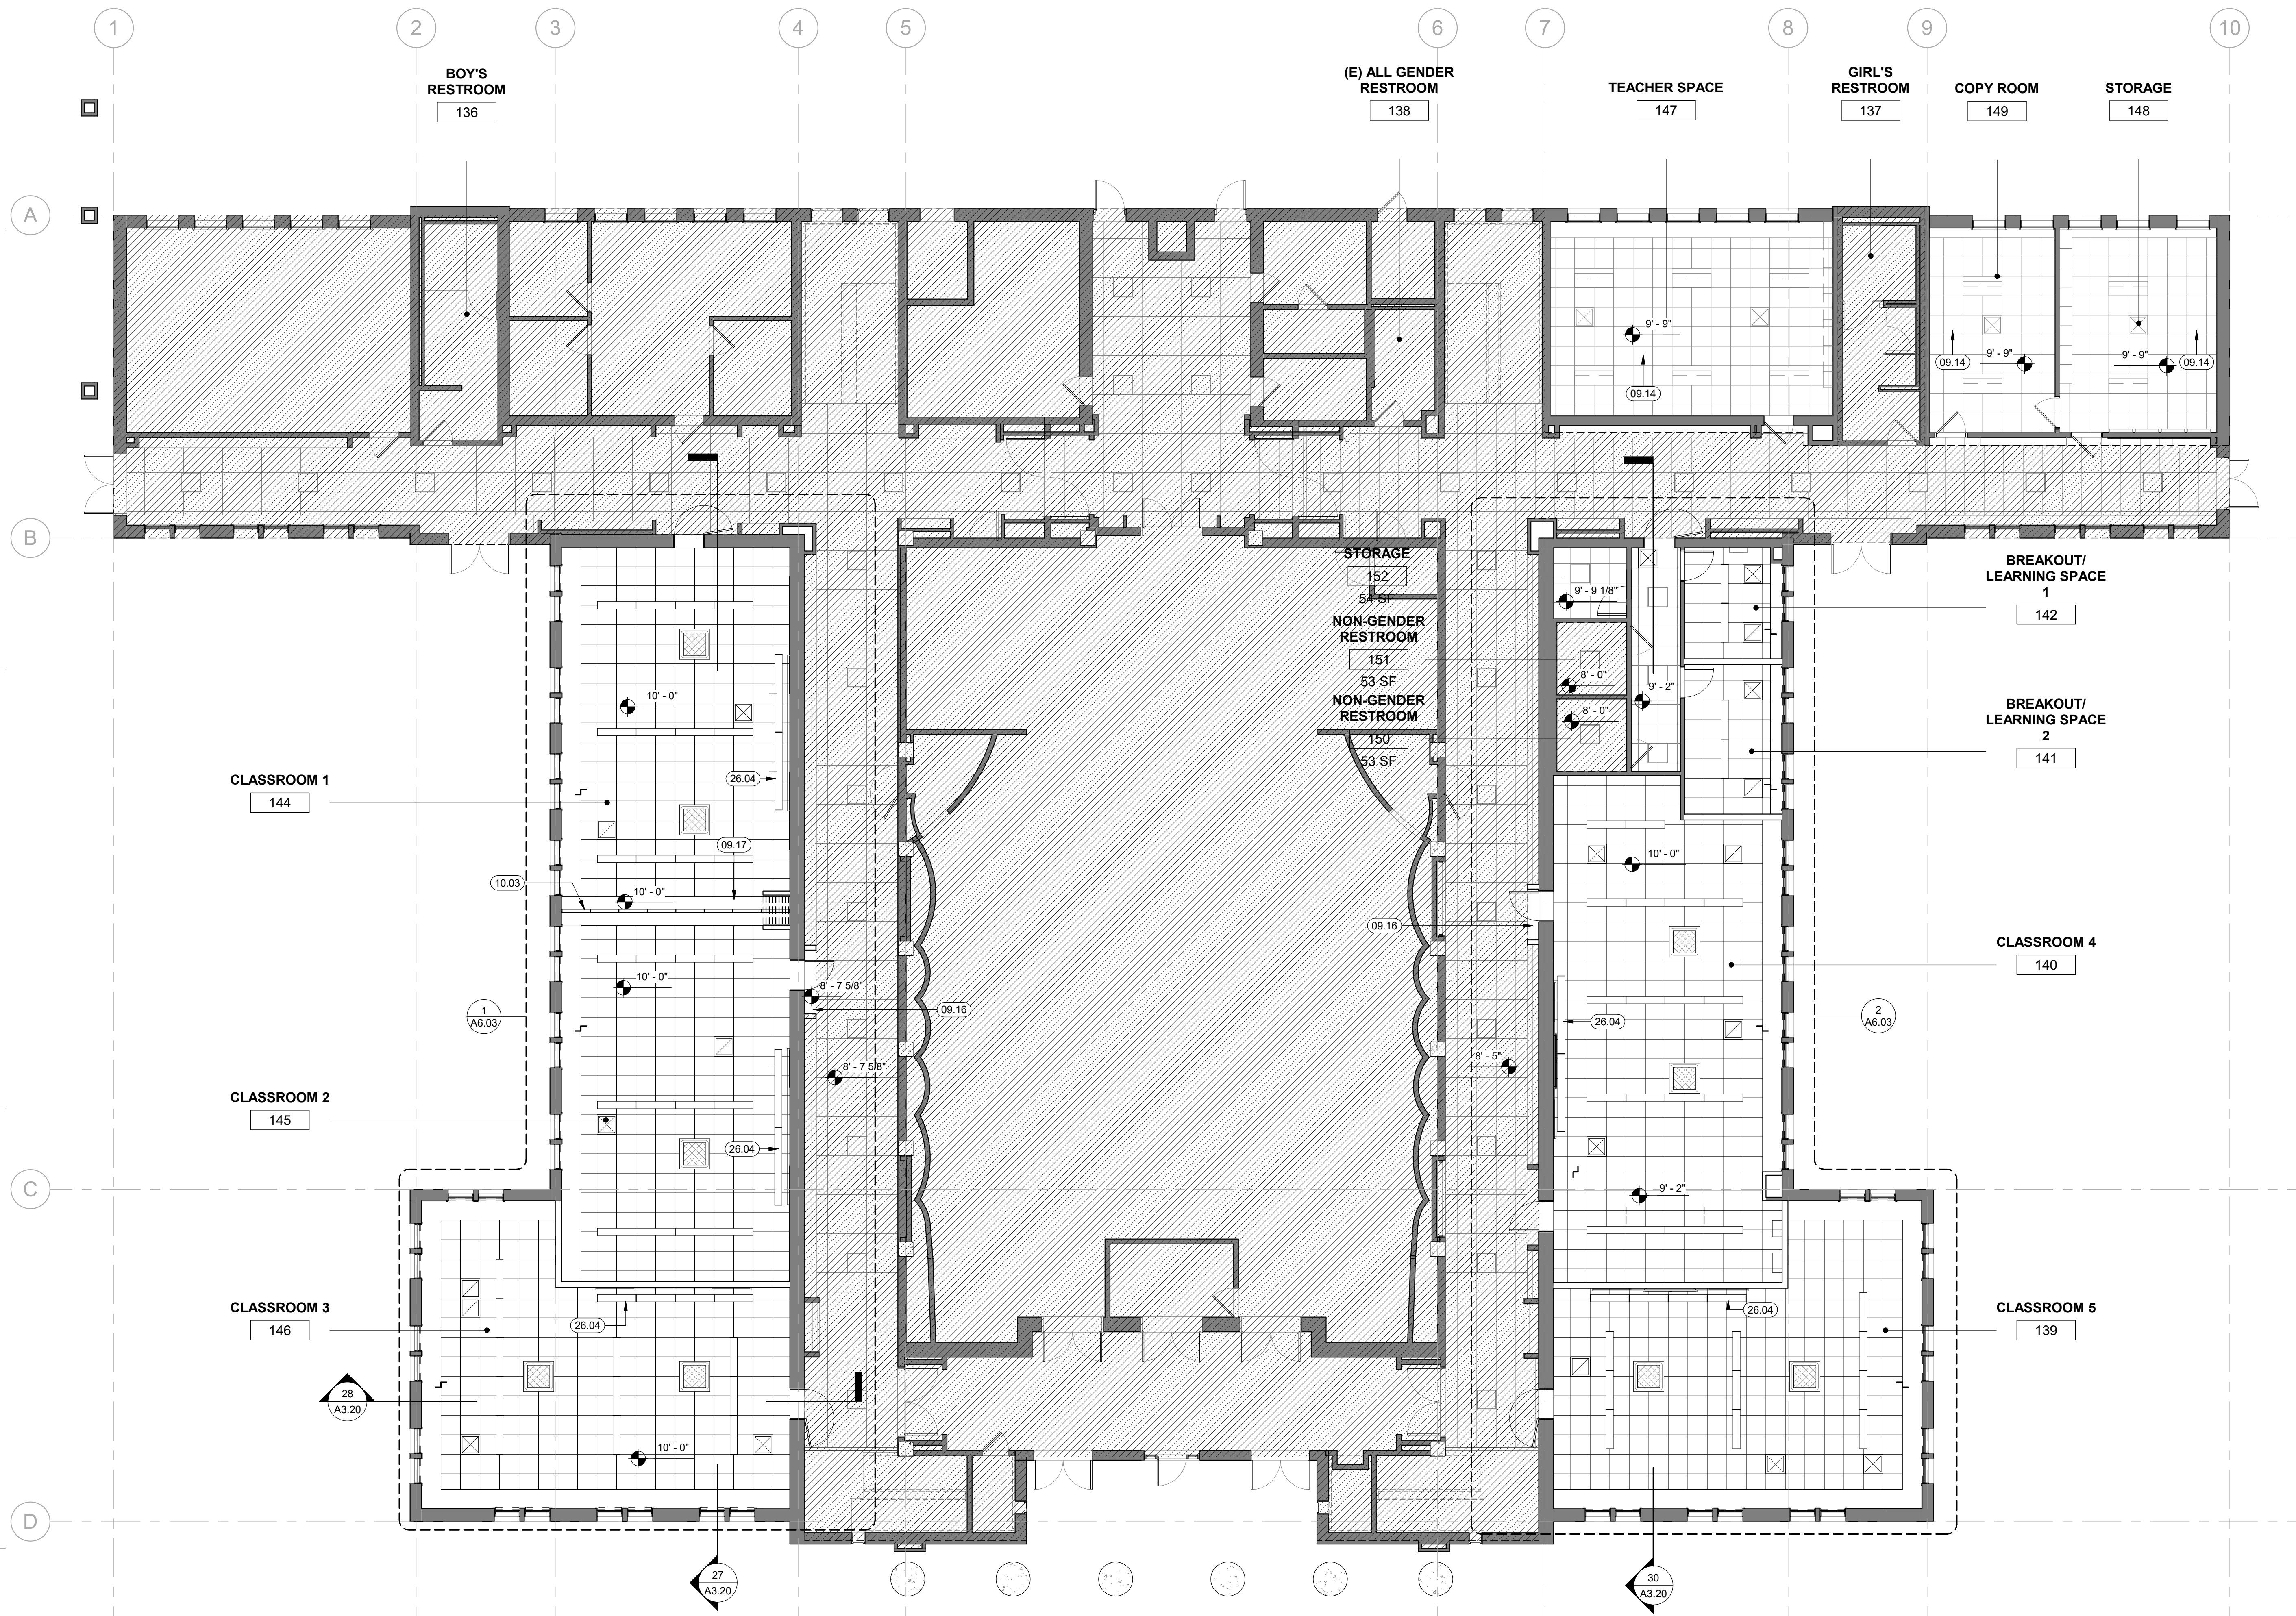 1
2
3
4
5
6
7
8
9
10
BOY'S
RESTROOM
136
(E) ALL GENDER
RESTROOM
138
TEACHER SPACE
147
GIRL'S
RESTROOM
137
COPY ROOM
149
STORAGE
148
A
9' - 9"
09.14
09.14
9' - 9"
9' - 9"
09.14
B
STORAGE
152
54 SF
9' - 9 1/8"
NON-GENDER
RESTROOM
151
53 SF
8' - 0"
9' - 2"
NON-GENDER
RESTROOM
150
53 SF
8' - 0"
BREAKOUT/
LEARNING SPACE
1
142
BREAKOUT/
LEARNING SPACE
2
141
10' - 0"
CLASSROOM 1
144
26.04
09.17
10.03
10' - 0"
10' - 0"
10' - 0"
8' - 7 5/8"
09.16
09.16
1
A6.03
8' - 7 5/8"
8' - 5"
26.04
CLASSROOM 4
140
2
A6.03
CLASSROOM 2
145
26.04
C
9' - 2"
CLASSROOM 3
146
26.04
26.04
CLASSROOM 5
139
28
A3.20
10' - 0"
D
27
A3.20
30
A3.20